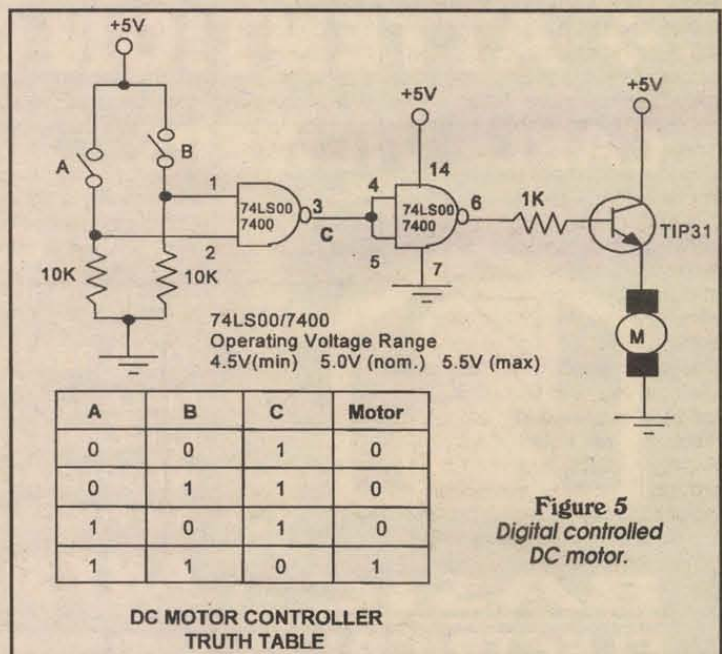 +5V
A
B
1
2
10K
10K
74LS00
7400
3
C
+5V
14
4
5
74LS00
7400
6
7
1K
+5V
TIP31
M
74LS00/7400
Operating Voltage Range
4.5V(min) 5.0V (nom.) 5.5V (max)
A B C Motor
0 0 1 0
0 1 1 0
1 0 1 0
1 1 0 1
DC MOTOR CONTROLLER
TRUTH TABLE
Figure 5
Digital controlled
DC motor.